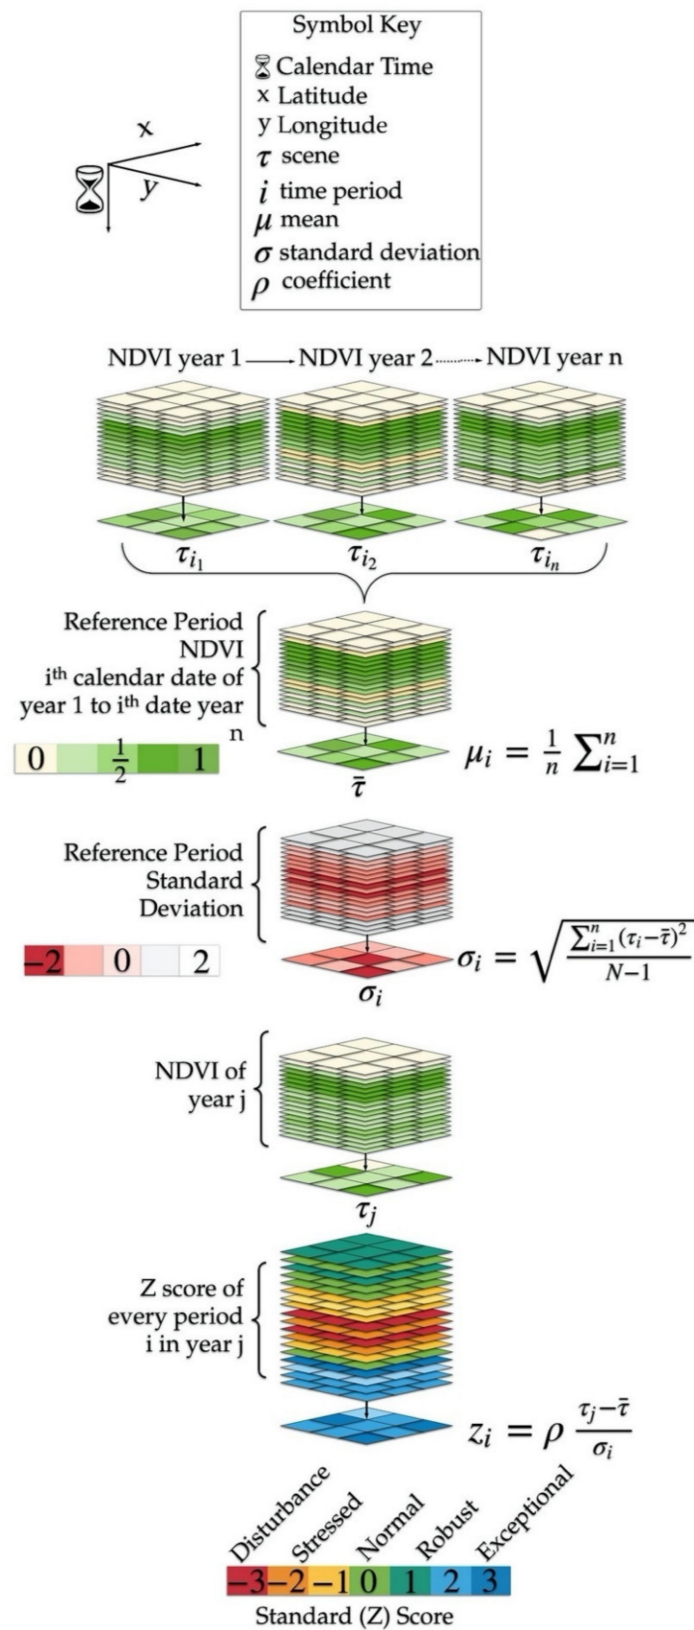 Symbol Key
Calendar Time
x Latitude
y Longitude
τ scene
i time period
μ mean
σ standard deviation
ρ coefficient
x
y
NDVI year 1 NDVI year 2 NDVI year n
τi1 τi2 τin
Reference Period
NDVI
ith calendar date of
year 1 to ith date year
n
0 1/2 1
τ̄
μi = 1/n ∑ni=1
Reference Period
Standard
Deviation
−2 0 2
σi
σi = √(∑ni=1(τi−τ̄)2 / N−1)
NDVI of
year j
τj
Z score of
every period
i in year j
zi = ρ (τj−τ̄)/σi
Disturbance Stressed Normal Robust Exceptional
−3 −2 −1 0 1 2 3
Standard (Z) Score